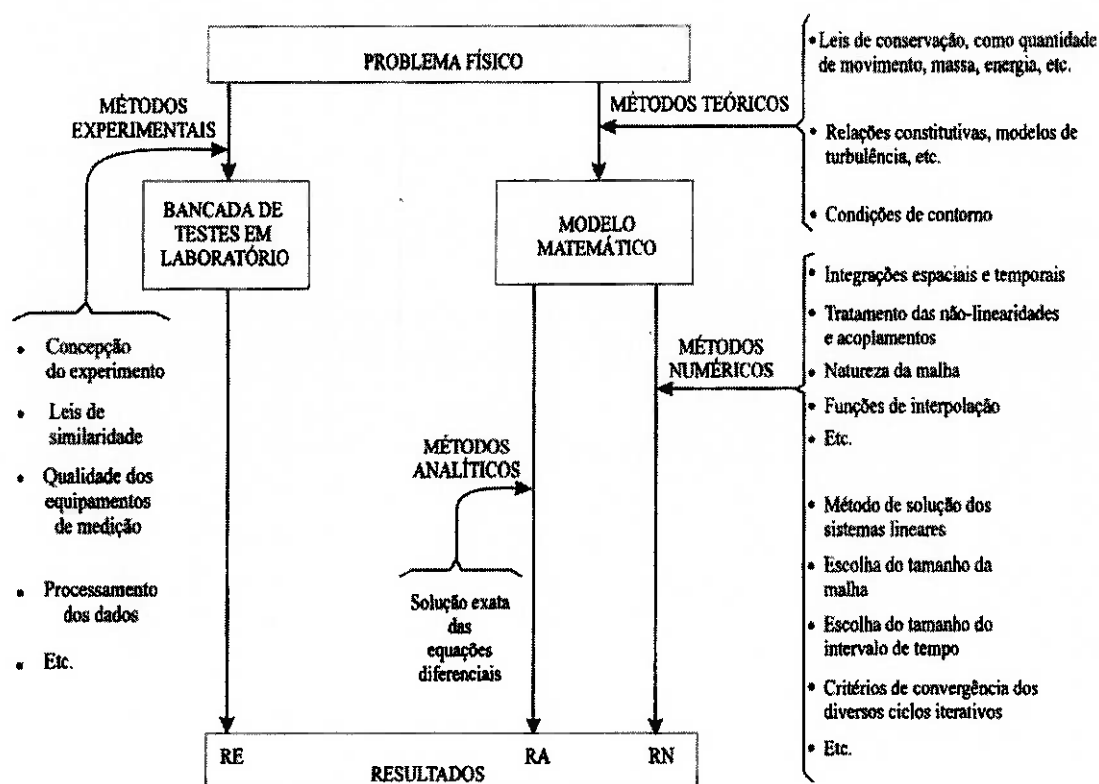 PROBLEMA FÍSICO
MÉTODOS
EXPERIMENTAIS
MÉTODOS TEÓRICOS
• Leis de conservação, como quantidade
de movimento, massa, energia, etc.
• Relações constitutivas, modelos de
turbulência, etc.
• Condições de contorno
BANCADA DE
TESTES EM
LABORATÓRIO
MODELO
MATEMÁTICO
• Concepção
do experimento
• Leis de
similaridade
• Qualidade dos
equipamentos
de medição
• Processamento
dos dados
• Etc.
MÉTODOS
ANALÍTICOS
Solução exata
das
equações
diferenciais
MÉTODOS
NUMÉRICOS
• Integrações espaciais e temporais
• Tratamento das não-linearidades
e acoplamentos
• Natureza da malha
• Funções de interpolação
• Etc.
• Método de solução dos
sistemas lineares
• Escolha do tamanho da
malha
• Escolha do tamanho do
intervalo de tempo
• Critérios de convergência dos
diversos ciclos iterativos
• Etc.
RE RA RN
RESULTADOS